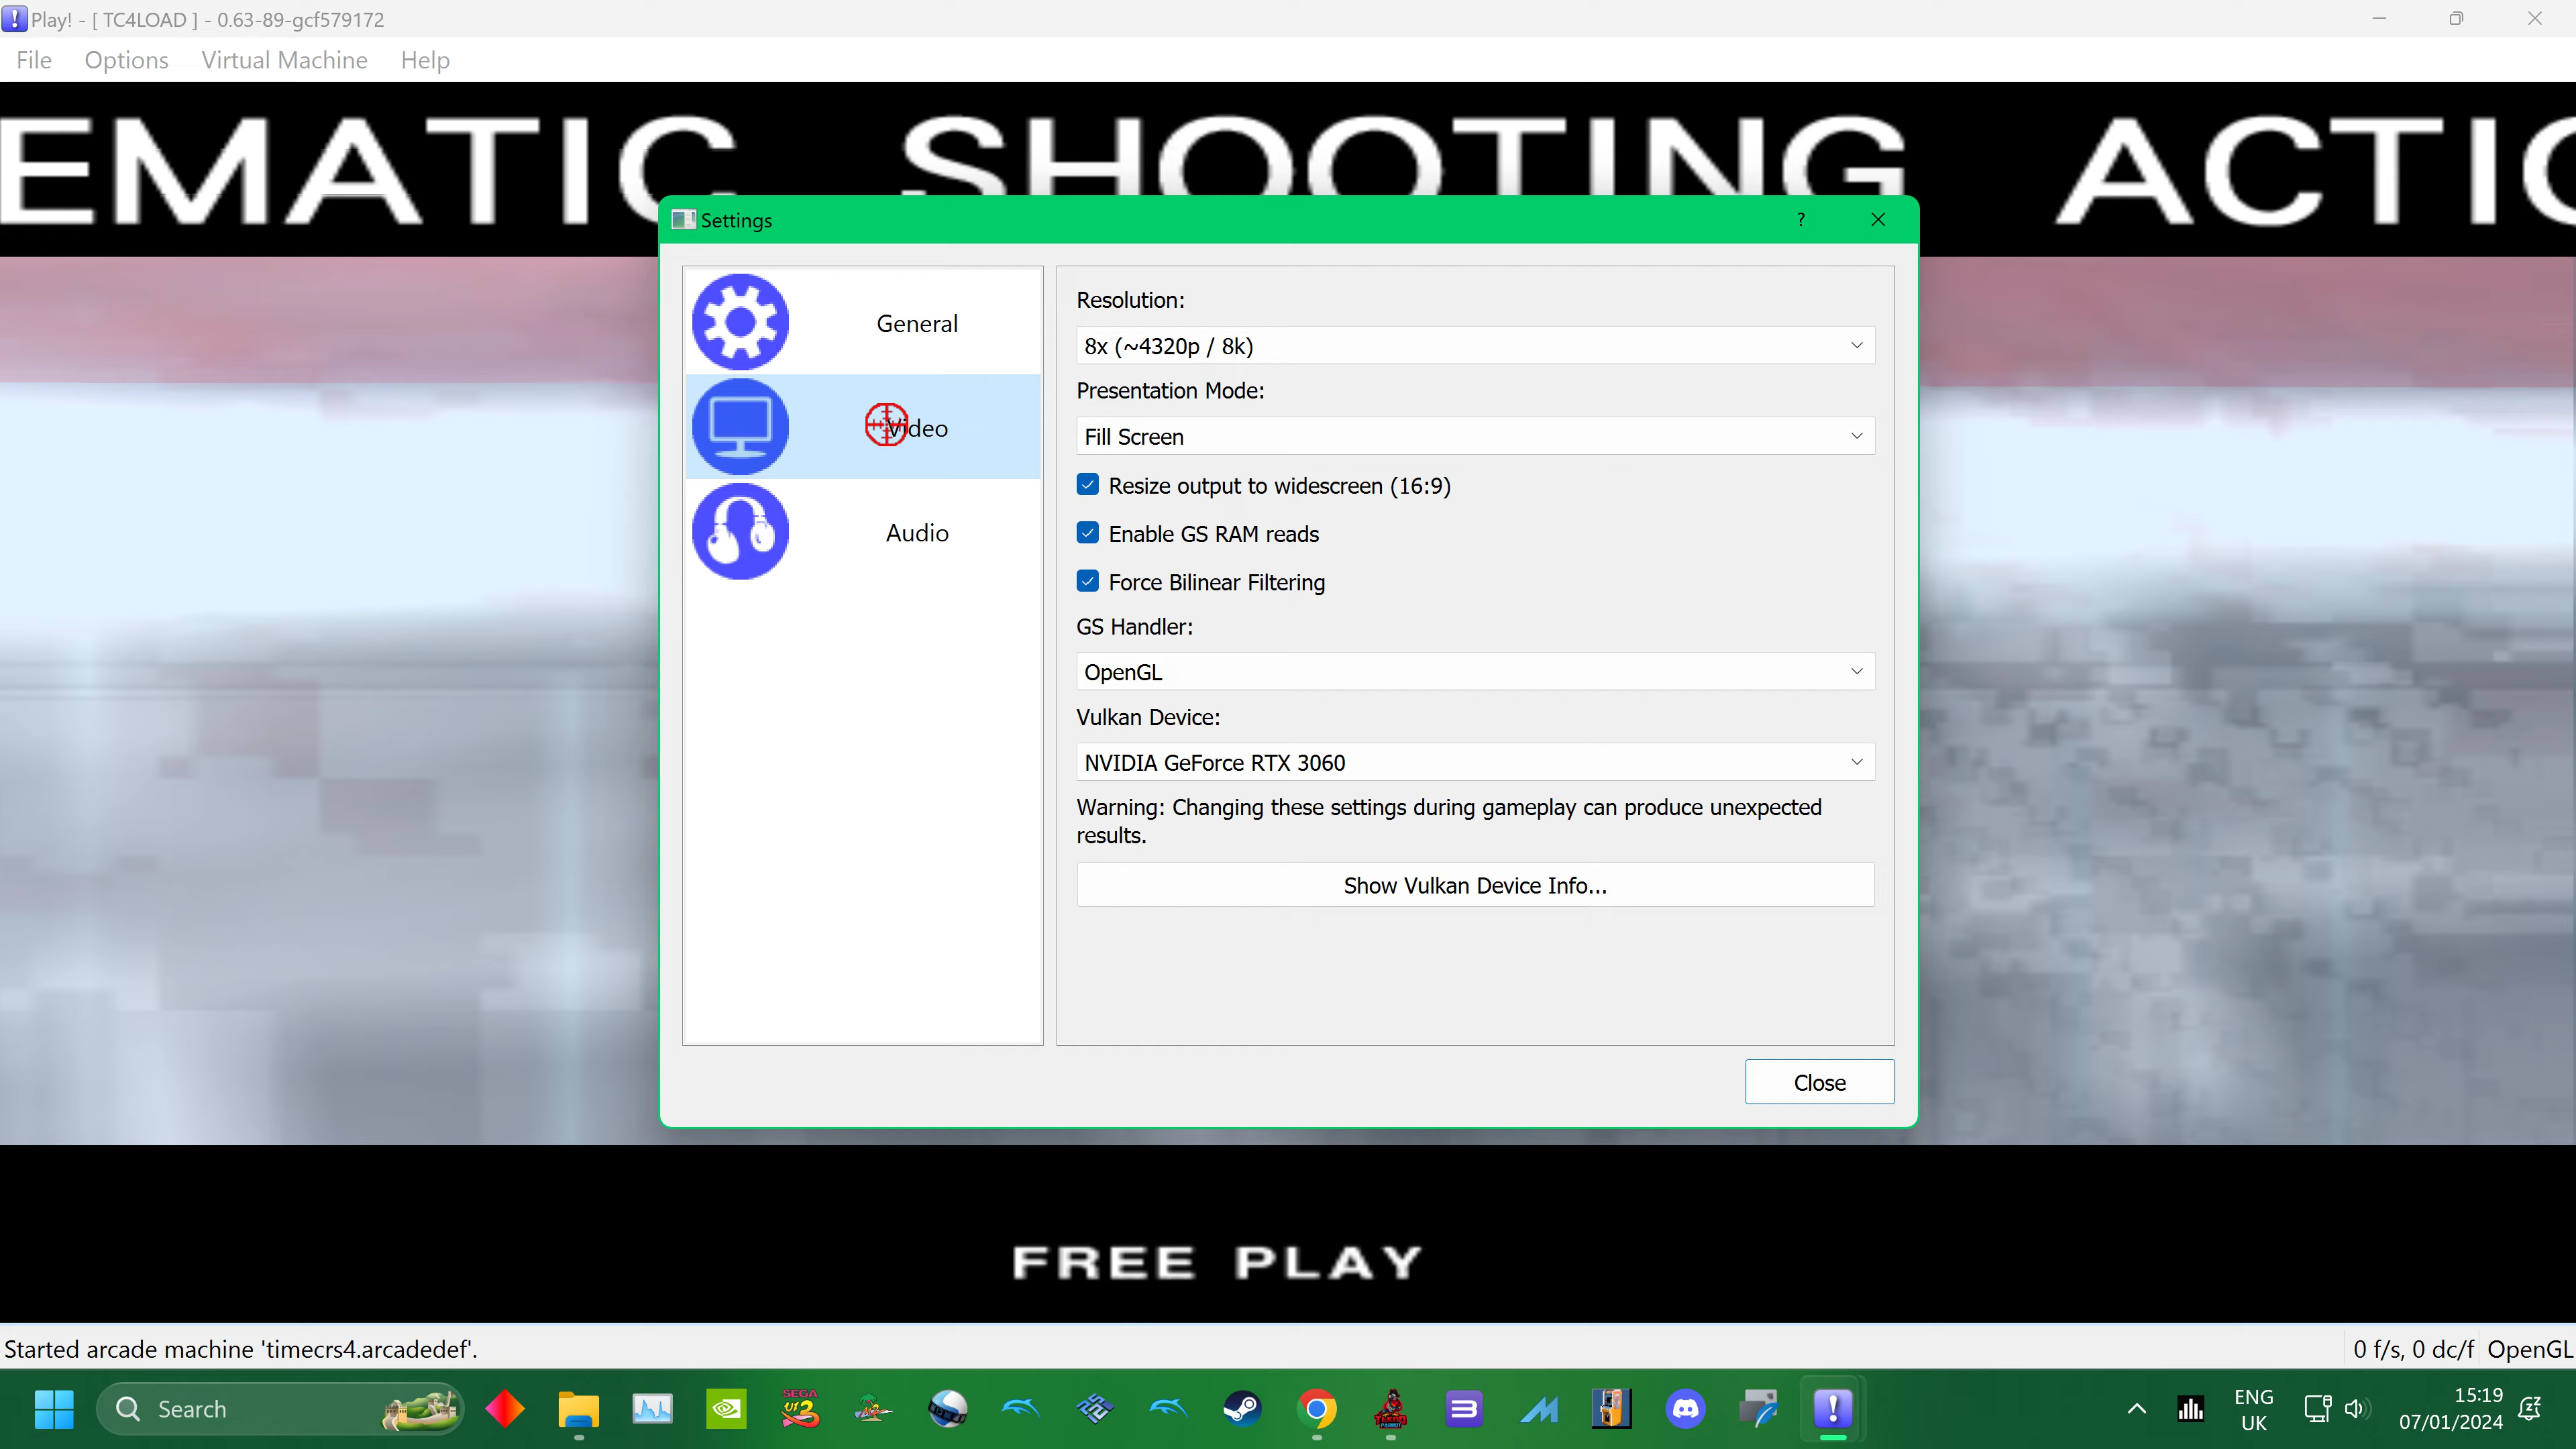 Play! - [ TC4LOAD ] - 0.63-89-gcf579172
File Options Virtual Machine Help
EMATIC SHOOTING ACTIO
Settings
General
Video
Audio
Resolution:
8x (~4320p / 8k)
Presentation Mode:
Fill Screen
Resize output to widescreen (16:9)
Enable GS RAM reads
Force Bilinear Filtering
GS Handler:
OpenGL
Vulkan Device:
NVIDIA GeForce RTX 3060
Warning: Changing these settings during gameplay can produce unexpected
results.
Show Vulkan Device Info...
Close
FREE PLAY
Started arcade machine 'timecrs4.arcadedef'.
0 f/s, 0 dc/f OpenGL
Search
SEGA
ENG
UK
15:19
07/01/2024